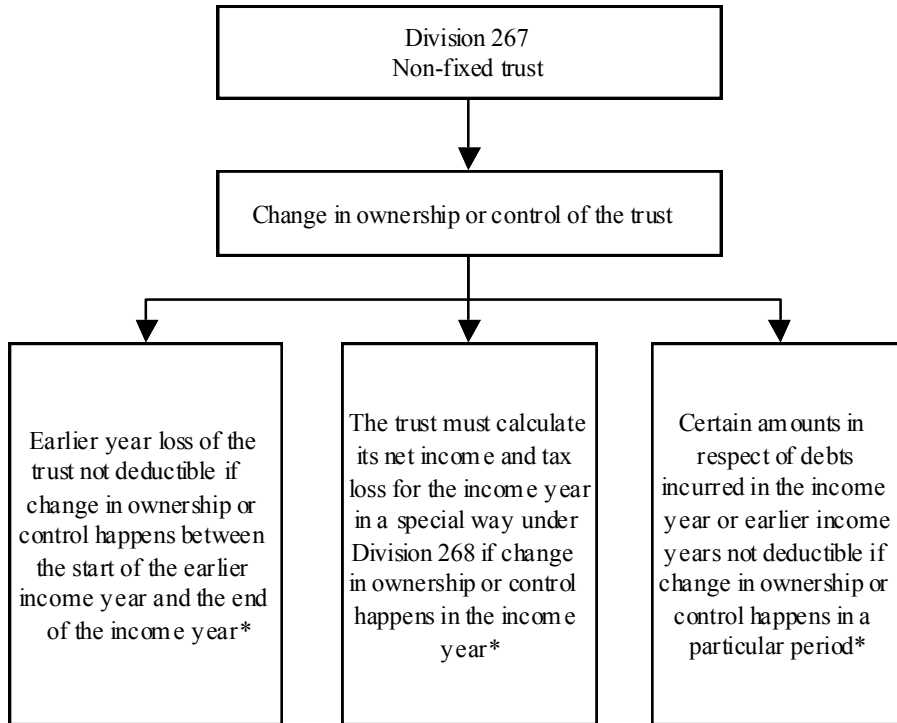 Division 267
Non-fixed trust
Change in ownership or control of the trust
Earlier year loss of the
trust not deductible if
change in ownership or
control happens between
the start of the earlier
income year and the end
of the income year*
The trust must calculate
its net income and tax
loss for the income year
in a special way under
Division 268 if change
in ownership or control
happens in the income
year*
Certain amounts in
respect of debts
incurred in the income
year or earlier income
years not deductible if
change in ownership or
control happens in a
particular period*